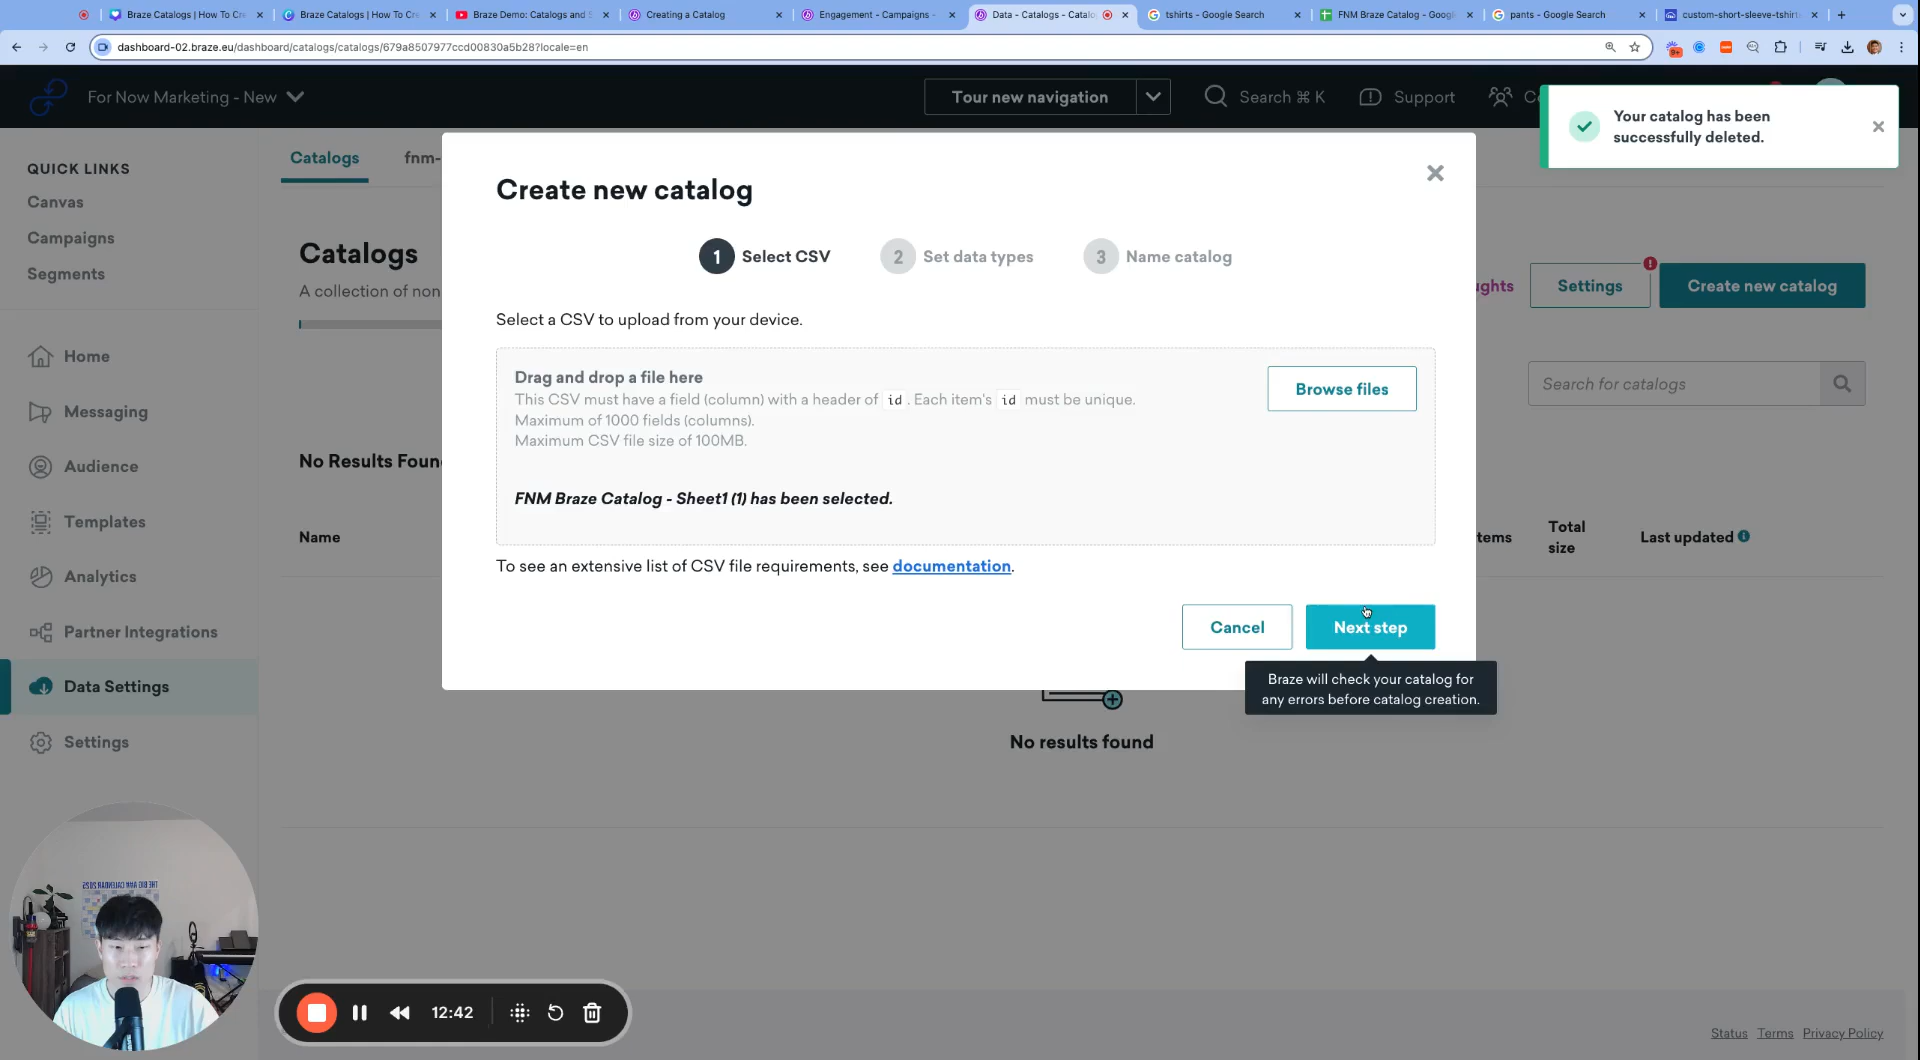 Braze Catalogs | How To Cre
Braze Catalogs | How To Cre
Braze Demo: Catalogs and S
Creating a Catalog
Engagement - Campaigns -
Data - Catalogs - Catalo
tshirts - Google Search
FNM Braze Catalog - Googl
pants - Google Search
custom-short-sleeve-tshirt
dashboard-02.braze.eu/dashboard/catalogs/catalogs/679a8507977ccd00830a5b28?locale=en
9+
For Now Marketing - New
Tour new navigation
Search ⌘ K
Support
Your catalog has been
successfully deleted.
QUICK LINKS
Canvas
Campaigns
Segments
Home
Messaging
Audience
Templates
Analytics
Partner Integrations
Data Settings
Settings
Catalogs
fnm-
Catalogs
A collection of non
ughts
Settings
Create new catalog
Search for catalogs
No Results Foun
Name
tems
Total
size
Last updated
Create new catalog
1 Select CSV
2 Set data types
3 Name catalog
Select a CSV to upload from your device.
Drag and drop a file here
This CSV must have a field (column) with a header of id . Each item's id must be unique.
Maximum of 1000 fields (columns).
Maximum CSV file size of 100MB.
Browse files
FNM Braze Catalog - Sheet1 (1) has been selected.
To see an extensive list of CSV file requirements, see documentation.
Cancel
Next step
Braze will check your catalog for
any errors before catalog creation.
No results found
12:42
Status
Terms
Privacy Policy